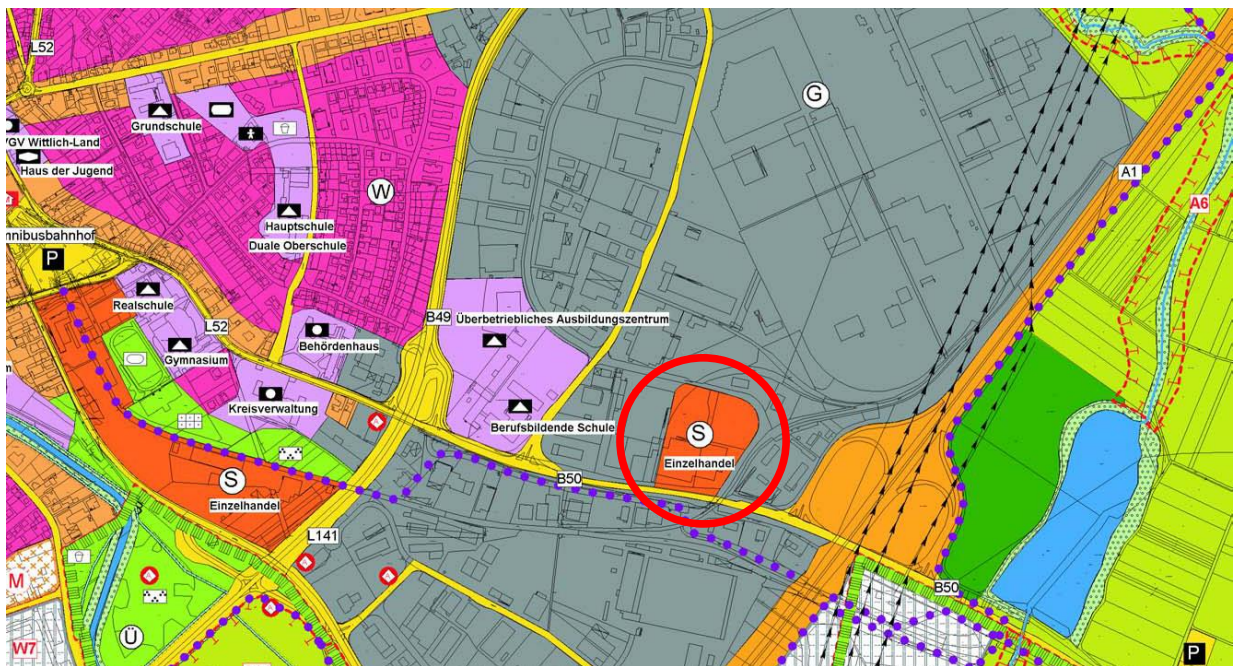 L52
Grundschule
VGV Wittlich-Land
Haus der Jugend
W
G
A1
A6
Hauptschule
Duale Oberschule
mnibusbahnhof
P
Realschule
L52
Gymnasium
Behördenhaus
B49
Überbetriebliches Ausbildungszentrum
Kreisverwaltung
Berufsbildende Schule
S
Einzelhandel
S
Einzelhandel
B50
L141
B50
M
W7
Ü
P